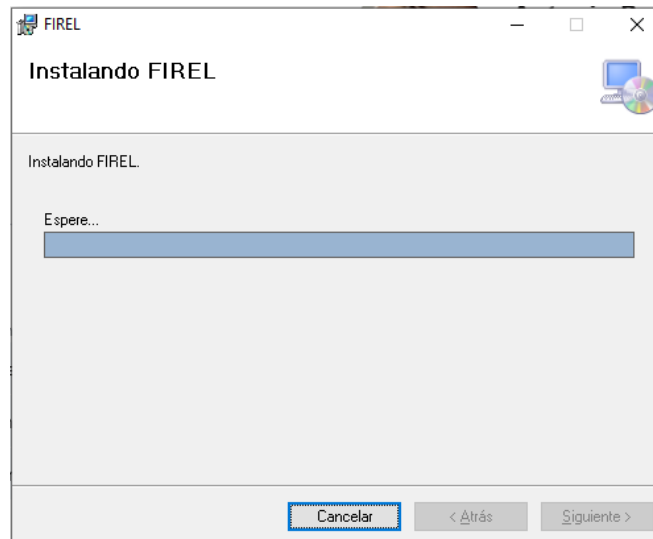 FIREL
Instalando FIREL
Instalando FIREL.
Espere...
Cancelar
< Atrás
Siguiente >